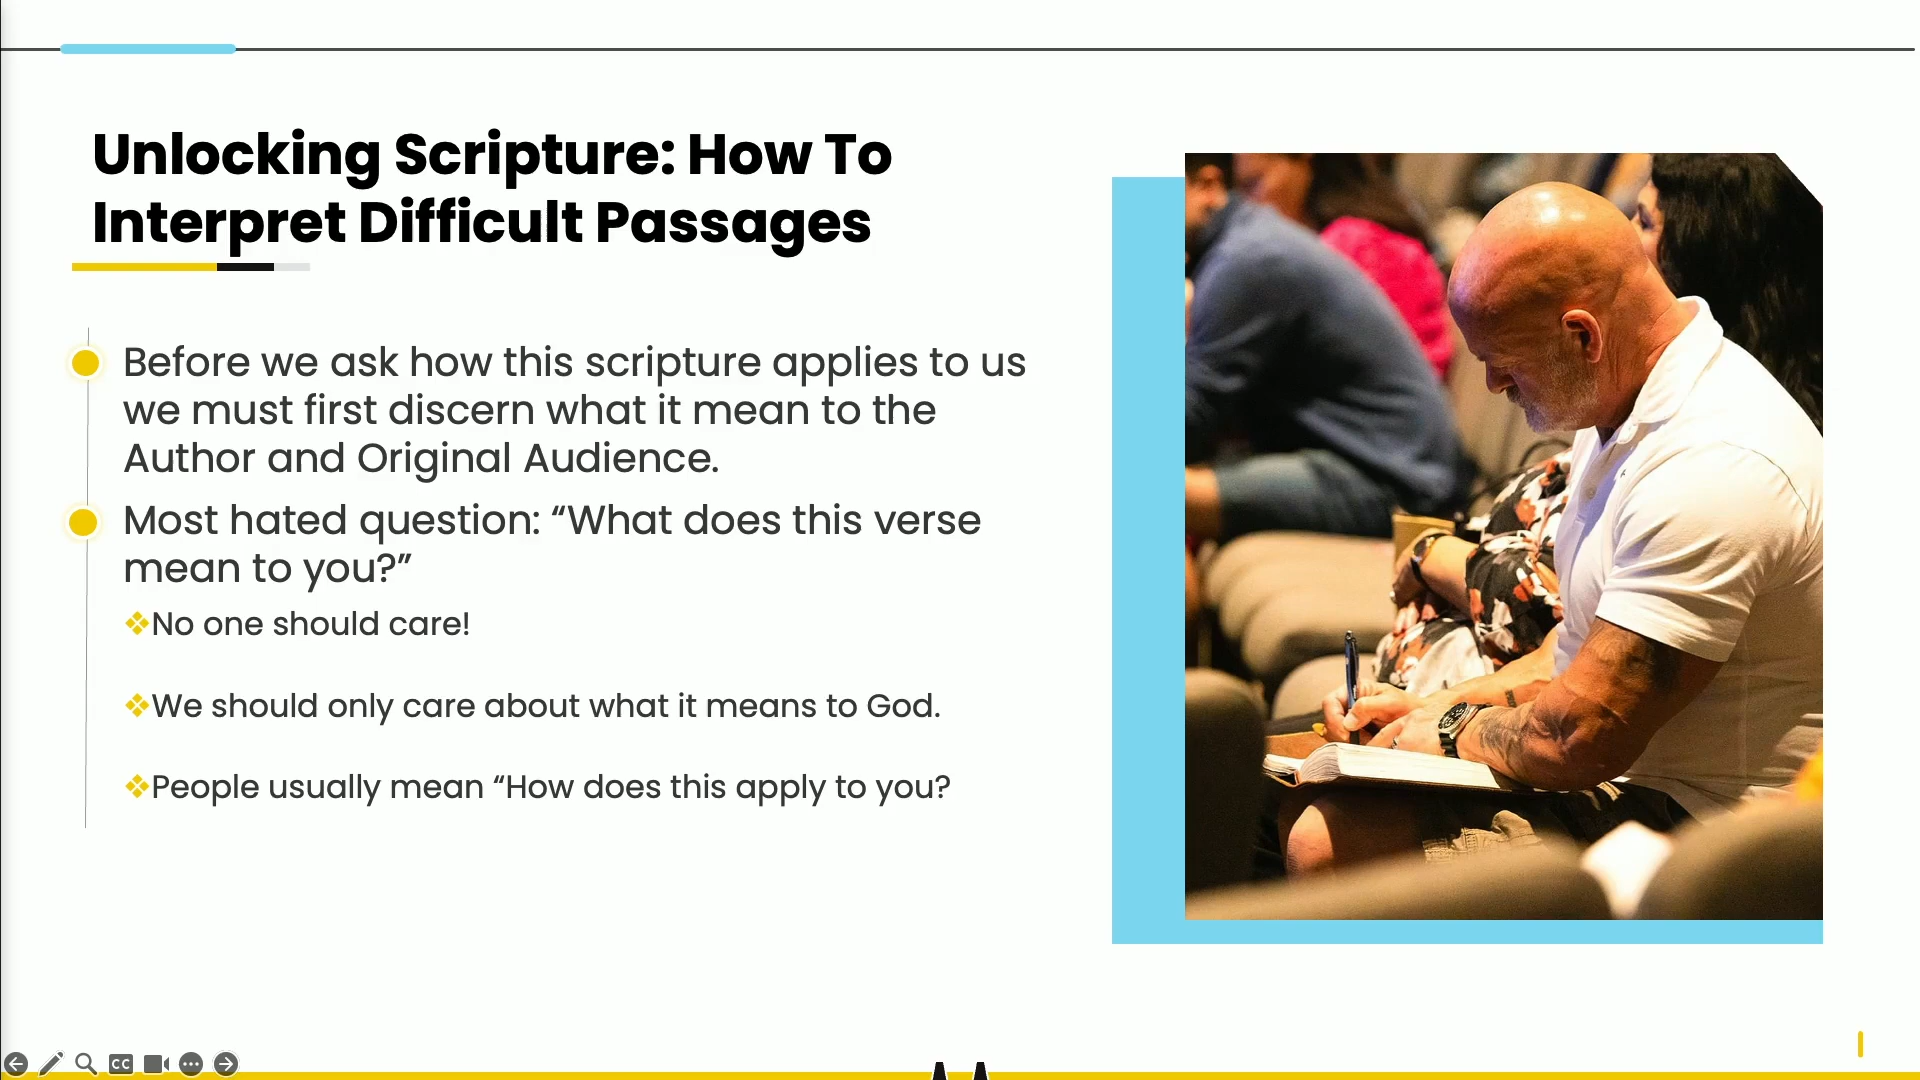 Unlocking Scripture: How To
Interpret Difficult Passages
Before we ask how this scripture applies to us
we must first discern what it mean to the
Author and Original Audience.
Most hated question: “What does this verse
mean to you?”
No one should care!
We should only care about what it means to God.
People usually mean “How does this apply to you?
CC